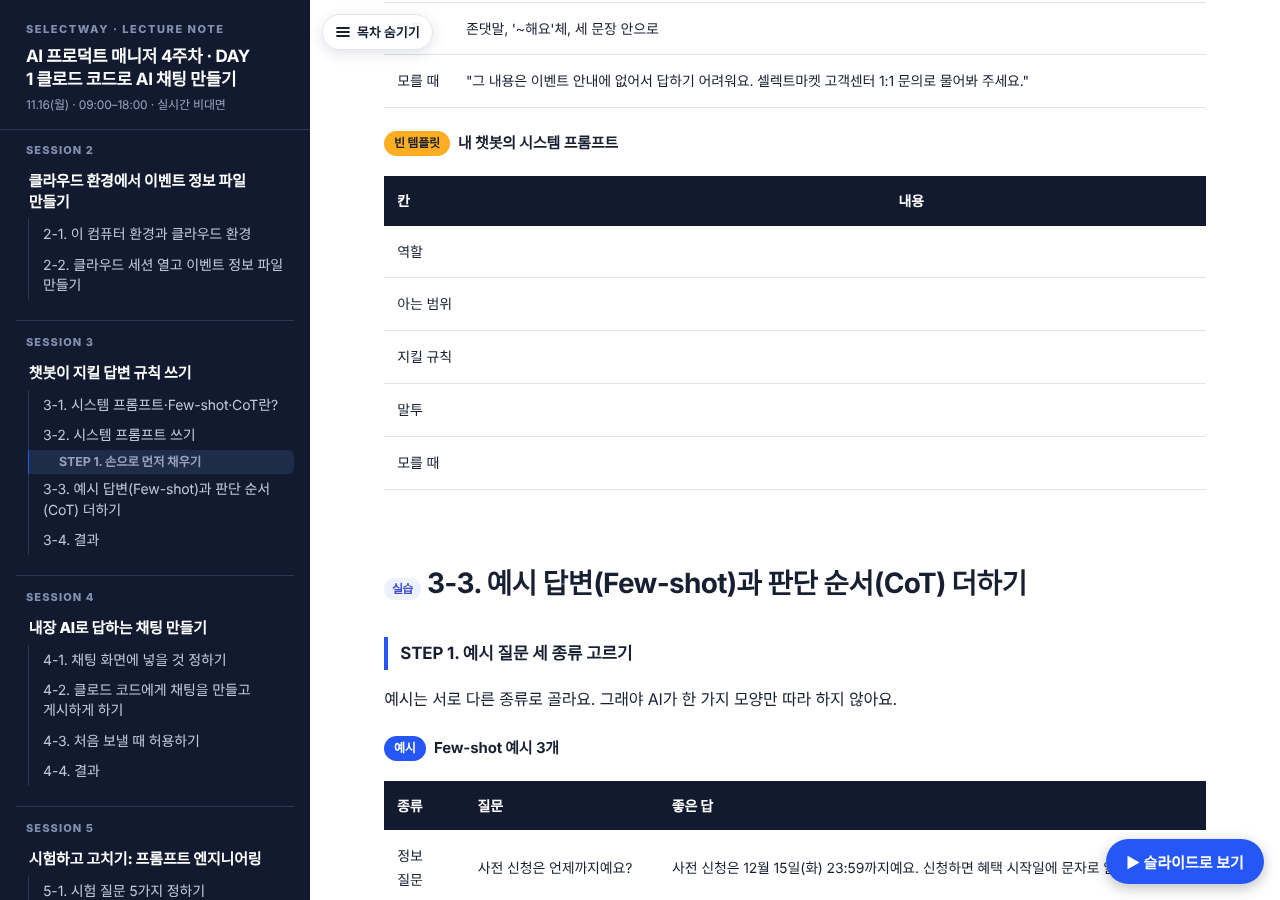 SELECTWAY · LECTURE NOTE
AI 프로덕트 매니저 4주차 · DAY
1 클로드 코드로 AI 채팅 만들기
11.16(월) · 09:00–18:00 · 실시간 비대면
SESSION 2
클라우드 환경에서 이벤트 정보 파일
만들기
2-1. 이 컴퓨터 환경과 클라우드 환경
2-2. 클라우드 세션 열고 이벤트 정보 파일
만들기
SESSION 3
챗봇이 지킬 답변 규칙 쓰기
3-1. 시스템 프롬프트·Few-shot·CoT란?
3-2. 시스템 프롬프트 쓰기
STEP 1. 손으로 먼저 채우기
3-3. 예시 답변(Few-shot)과 판단 순서
(CoT) 더하기
3-4. 결과
SESSION 4
내장 AI로 답하는 채팅 만들기
4-1. 채팅 화면에 넣을 것 정하기
4-2. 클로드 코드에게 채팅을 만들고
게시하게 하기
4-3. 처음 보낼 때 허용하기
4-4. 결과
SESSION 5
시험하고 고치기: 프롬프트 엔지니어링
5-1. 시험 질문 5가지 정하기
목차 숨기기
존댓말, '~해요'체, 세 문장 안으로
모를 때 "그 내용은 이벤트 안내에 없어서 답하기 어려워요. 셀렉트마켓 고객센터 1:1 문의로 물어봐 주세요."
빈 템플릿 내 챗봇의 시스템 프롬프트
칸 내용
역할
아는 범위
지킬 규칙
말투
모를 때
실습 3-3. 예시 답변(Few-shot)과 판단 순서(CoT) 더하기
STEP 1. 예시 질문 세 종류 고르기
예시는 서로 다른 종류로 골라요. 그래야 AI가 한 가지 모양만 따라 하지 않아요.
예시 Few-shot 예시 3개
종류 질문 좋은 답
정보
질문
사전 신청은 언제까지예요? 사전 신청은 12월 15일(화) 23:59까지예요. 신청하면 혜택 시작일에 문자로
▶ 슬라이드로 보기